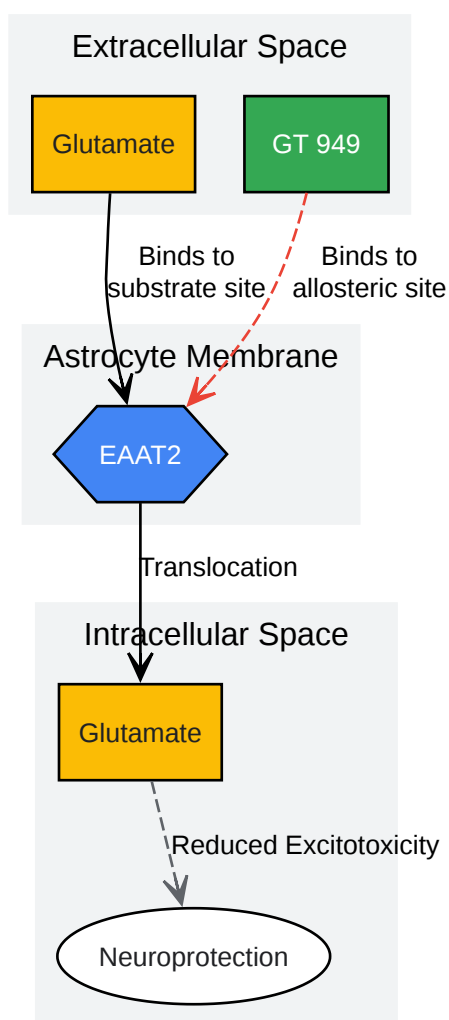 Extracellular Space
Glutamate
GT 949
Binds to
substrate site
Binds to
allosteric site
Astrocyte Membrane
EAAT2
Translocation
Intracellular Space
Glutamate
Reduced Excitotoxicity
Neuroprotection